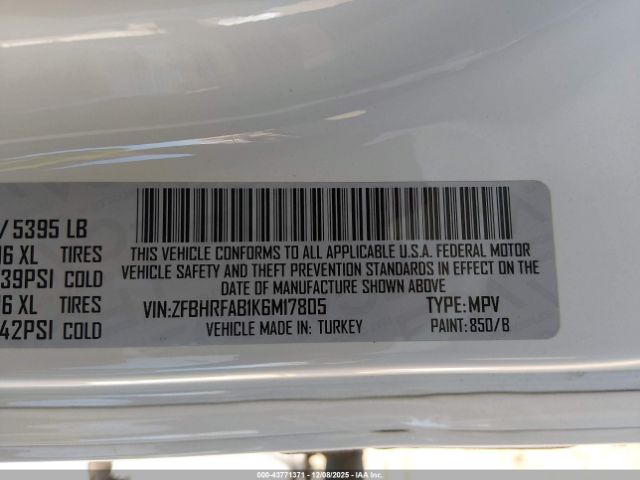 / 5395 LB
6 XL TIRES
39PSI COLD
6 XL TIRES
42PSI COLD
THIS VEHICLE CONFORMS TO ALL APPLICABLE U.S.A. FEDERAL MOTOR
VEHICLE SAFETY AND THEFT PREVENTION STANDARDS IN EFFECT ON THE
DATE OF MANUFACTURE SHOWN ABOVE
VIN:ZFBHRFAB1K6M17805 TYPE: MPV
VEHICLE MADE IN: TURKEY PAINT: 850/B
000-43771371 | 12/08/2025 | IAA Inc.